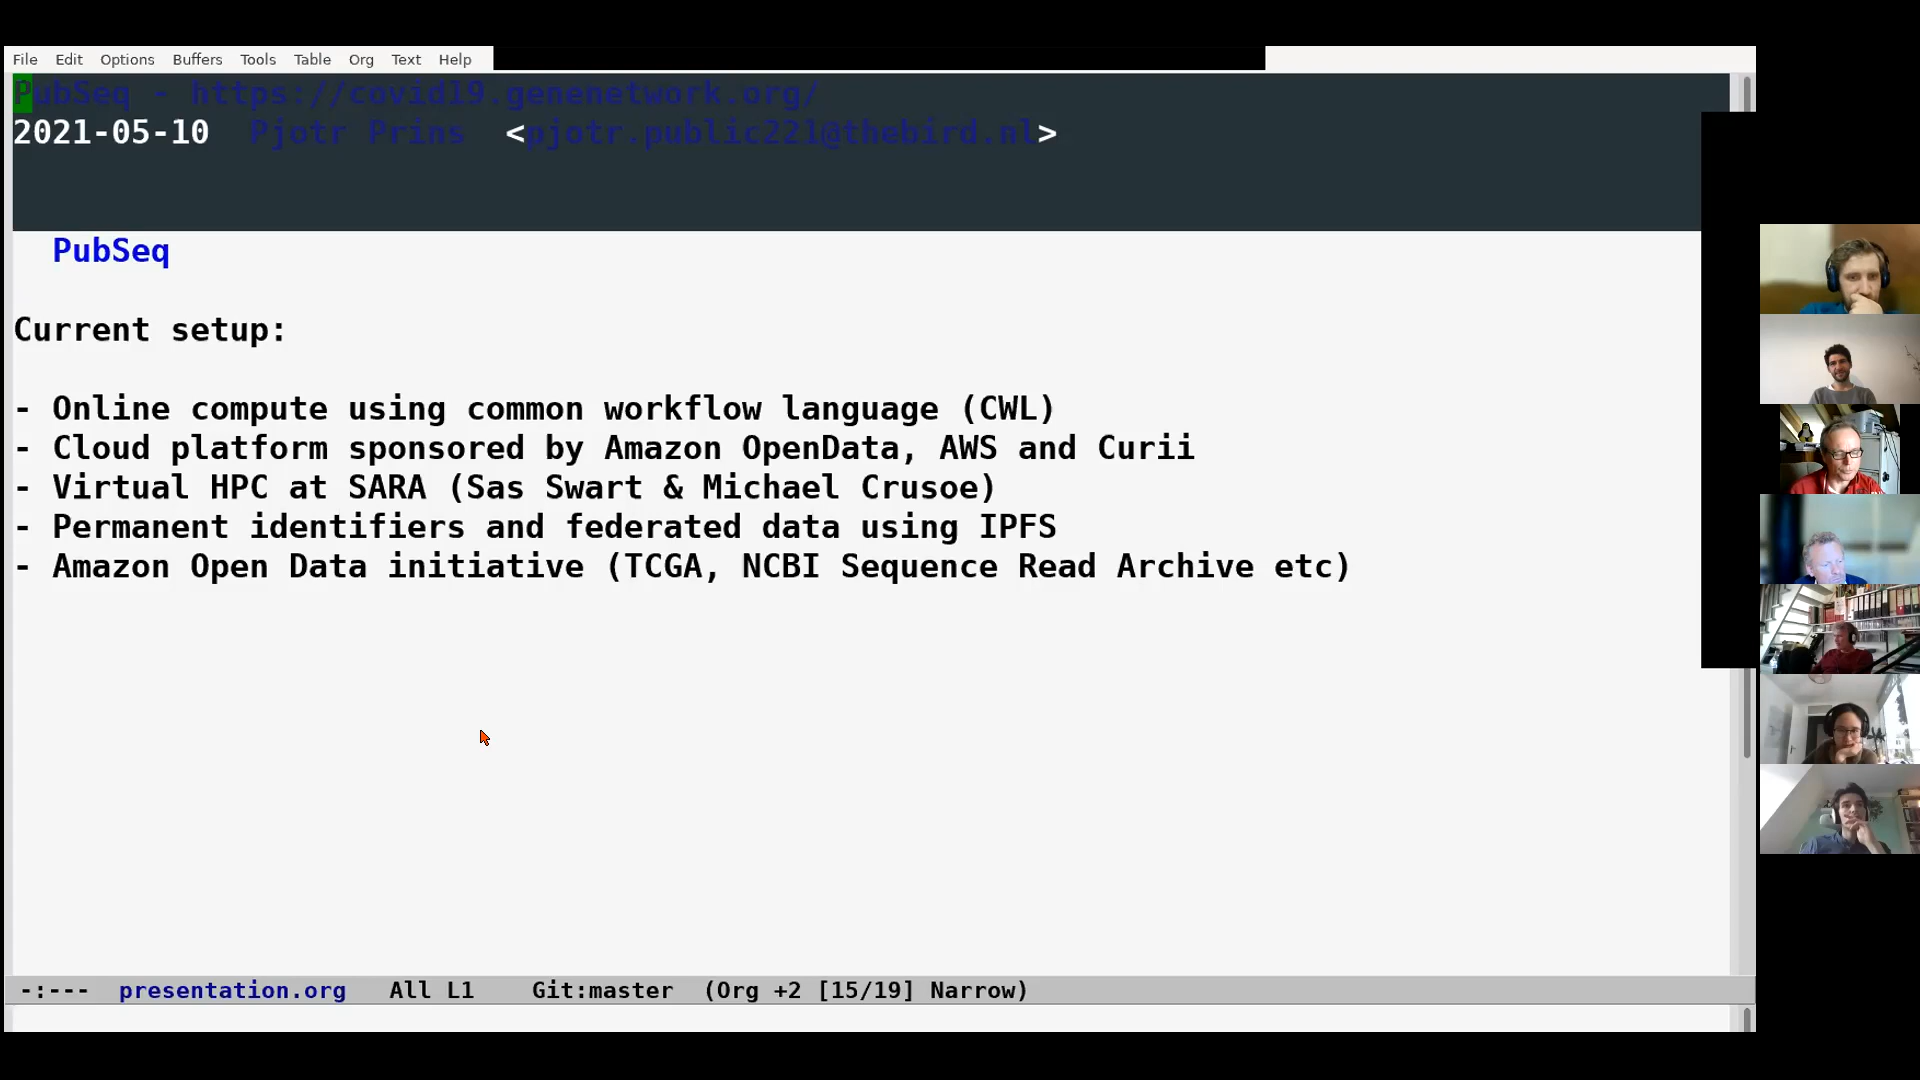 File Edit Options Buffers Tools Table Org Text Help
PubSeq - https://covid19.genenetwork.org/
2021-05-10 Pjotr Prins <pjotr.public221@thebird.nl>
PubSeq
Current setup:
- Online compute using common workflow language (CWL)
- Cloud platform sponsored by Amazon OpenData, AWS and Curii
- Virtual HPC at SARA (Sas Swart & Michael Crusoe)
- Permanent identifiers and federated data using IPFS
- Amazon Open Data initiative (TCGA, NCBI Sequence Read Archive etc)
-:--- presentation.org All L1 Git:master (Org +2 [15/19] Narrow)